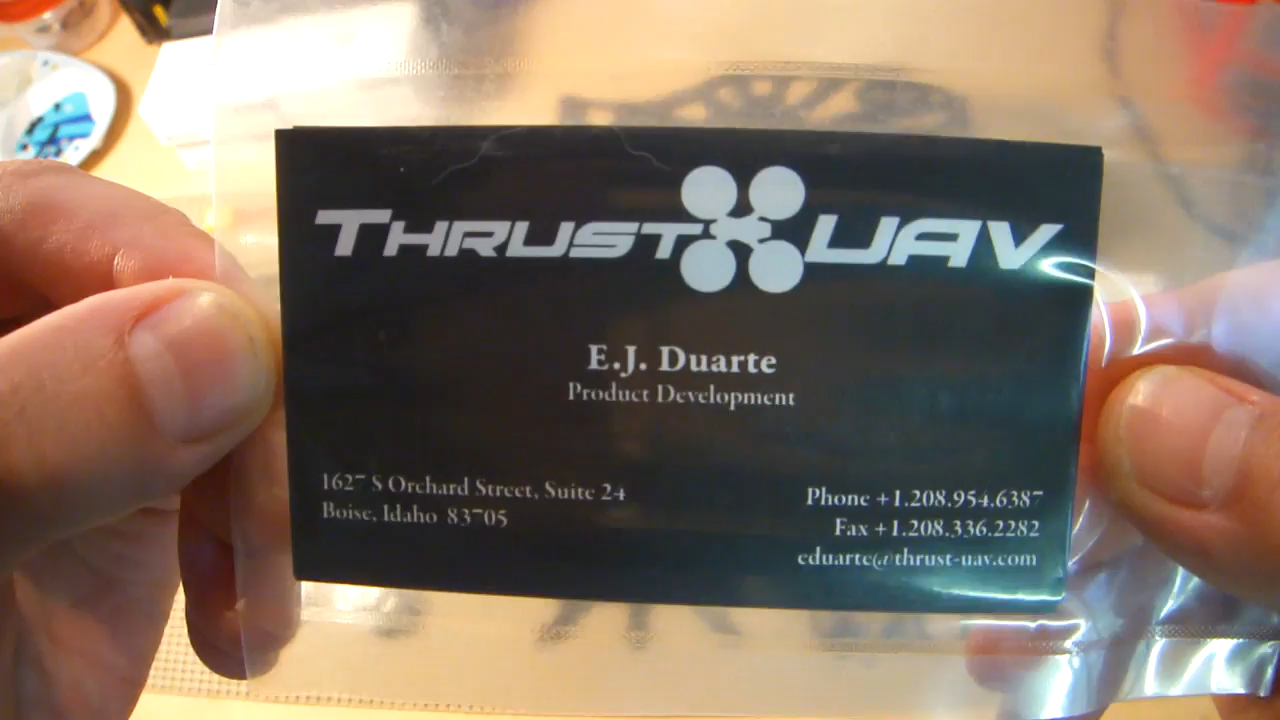 THRUST UAV
E.J. Duarte
Product Development
1627 S Orchard Street, Suite 24
Boise, Idaho 83705
Phone +1.208.954.6387
Fax +1.208.336.2282
eduarte@thrust-uav.com